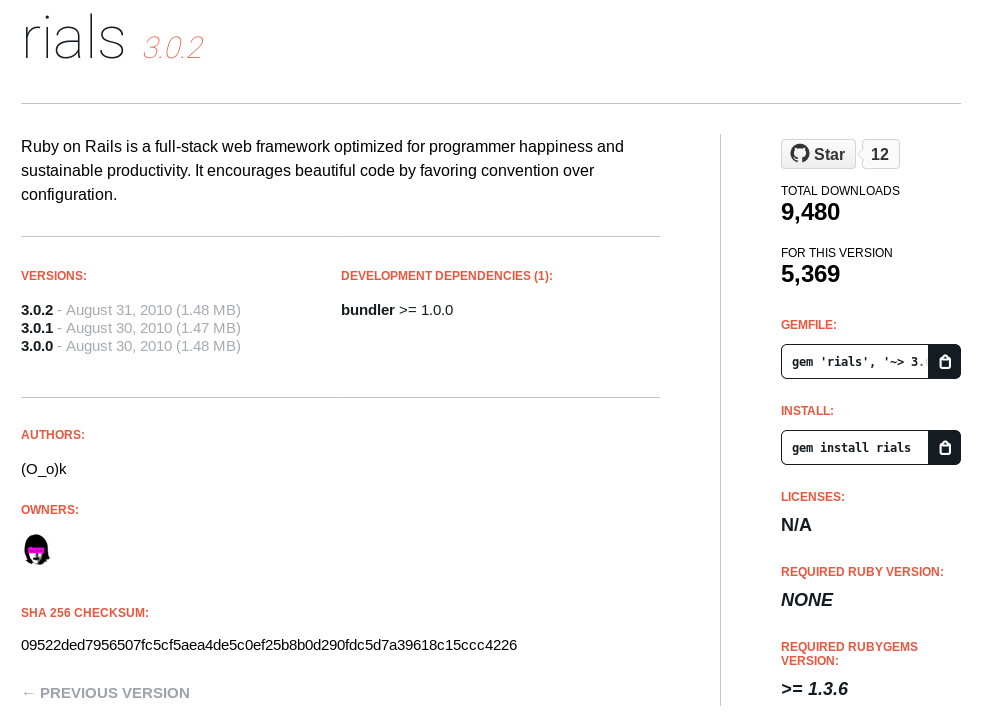 rials 3.0.2
Ruby on Rails is a full-stack web framework optimized for programmer happiness and
sustainable productivity. It encourages beautiful code by favoring convention over
configuration.
VERSIONS:
3.0.2 - August 31, 2010 (1.48 MB)
3.0.1 - August 30, 2010 (1.47 MB)
3.0.0 - August 30, 2010 (1.48 MB)
DEVELOPMENT DEPENDENCIES (1):
bundler >= 1.0.0
AUTHORS:
(O_o)k
OWNERS:
SHA 256 CHECKSUM:
09522ded7956507fc5cf5aea4de5c0ef25b8b0d290fdc5d7a39618c15ccc4226
← PREVIOUS VERSION
Star 12
TOTAL DOWNLOADS
9,480
FOR THIS VERSION
5,369
GEMFILE:
gem 'rials', '~> 3.
INSTALL:
gem install rials
LICENSES:
N/A
REQUIRED RUBY VERSION:
NONE
REQUIRED RUBYGEMS
VERSION:
>= 1.3.6